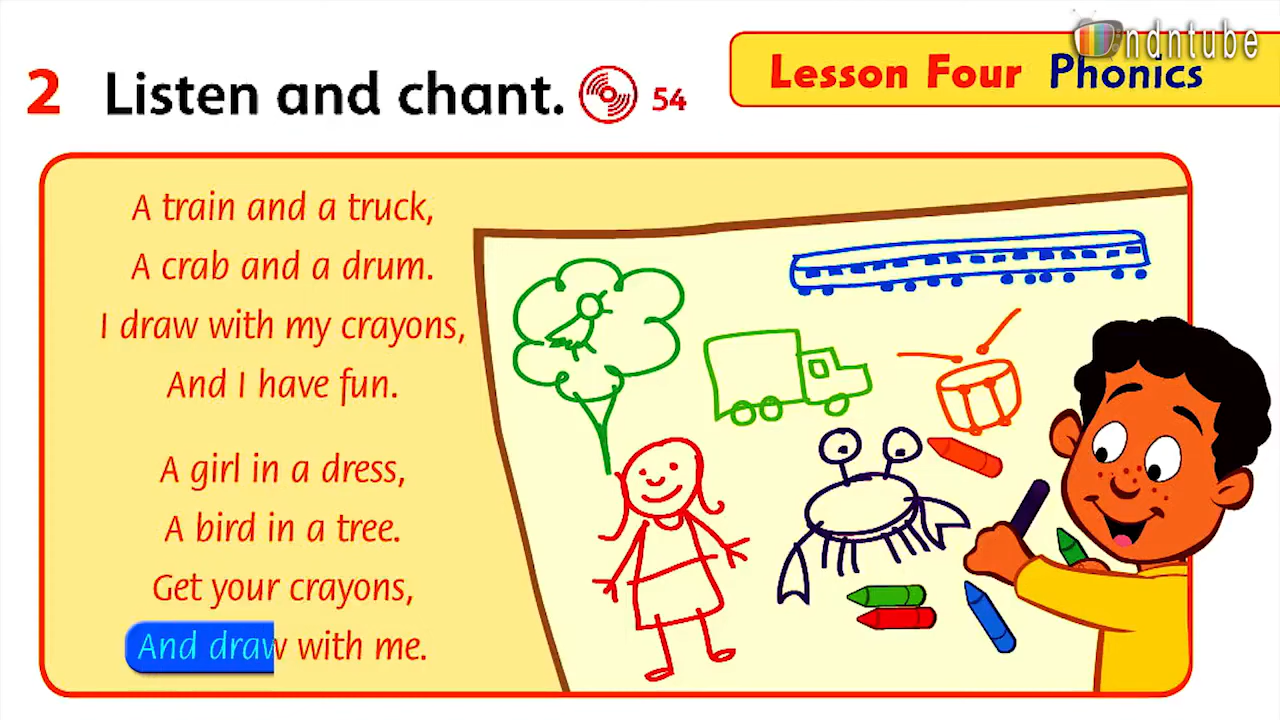 ndntube
Lesson Four Phonics
2 Listen and chant. 54
A train and a truck,
A crab and a drum.
I draw with my crayons,
And I have fun.
A girl in a dress,
A bird in a tree.
Get your crayons,
And draw with me.